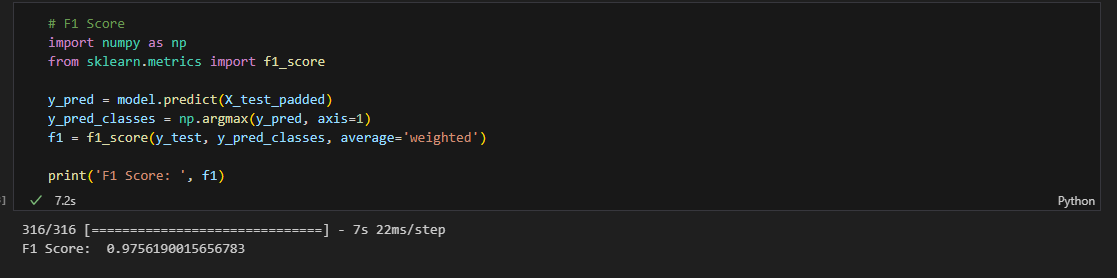 # F1 Score
import numpy as np
from sklearn.metrics import f1_score
y_pred = model.predict(X_test_padded)
y_pred_classes = np.argmax(y_pred, axis=1)
f1 = f1_score(y_test, y_pred_classes, average='weighted')
print('F1 Score: ', f1)
] ✓ 7.2s Python
316/316 [==============================] - 7s 22ms/step
F1 Score:  0.9756190015656783